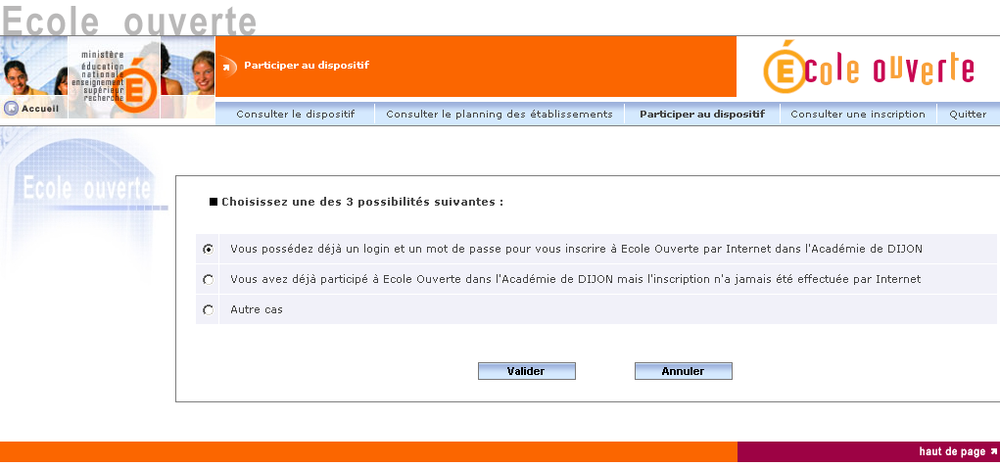 Ecole ouverte
ministère
éducation
nationale
enseignement
supérieur
recherche
É
Accueil
Participer au dispositif
École ouverte
Consulter le dispositif
Consulter le planning des établissements
Participer au dispositif
Consulter une inscription
Quitter
Ecole ouverte
Choisissez une des 3 possibilités suivantes :
Vous possédez déjà un login et un mot de passe pour vous inscrire à Ecole Ouverte par Internet dans l'Académie de DIJON
Vous avez déjà participé à Ecole Ouverte dans l'Académie de DIJON mais l'inscription n'a jamais été effectuée par Internet
Autre cas
Valider
Annuler
haut de page